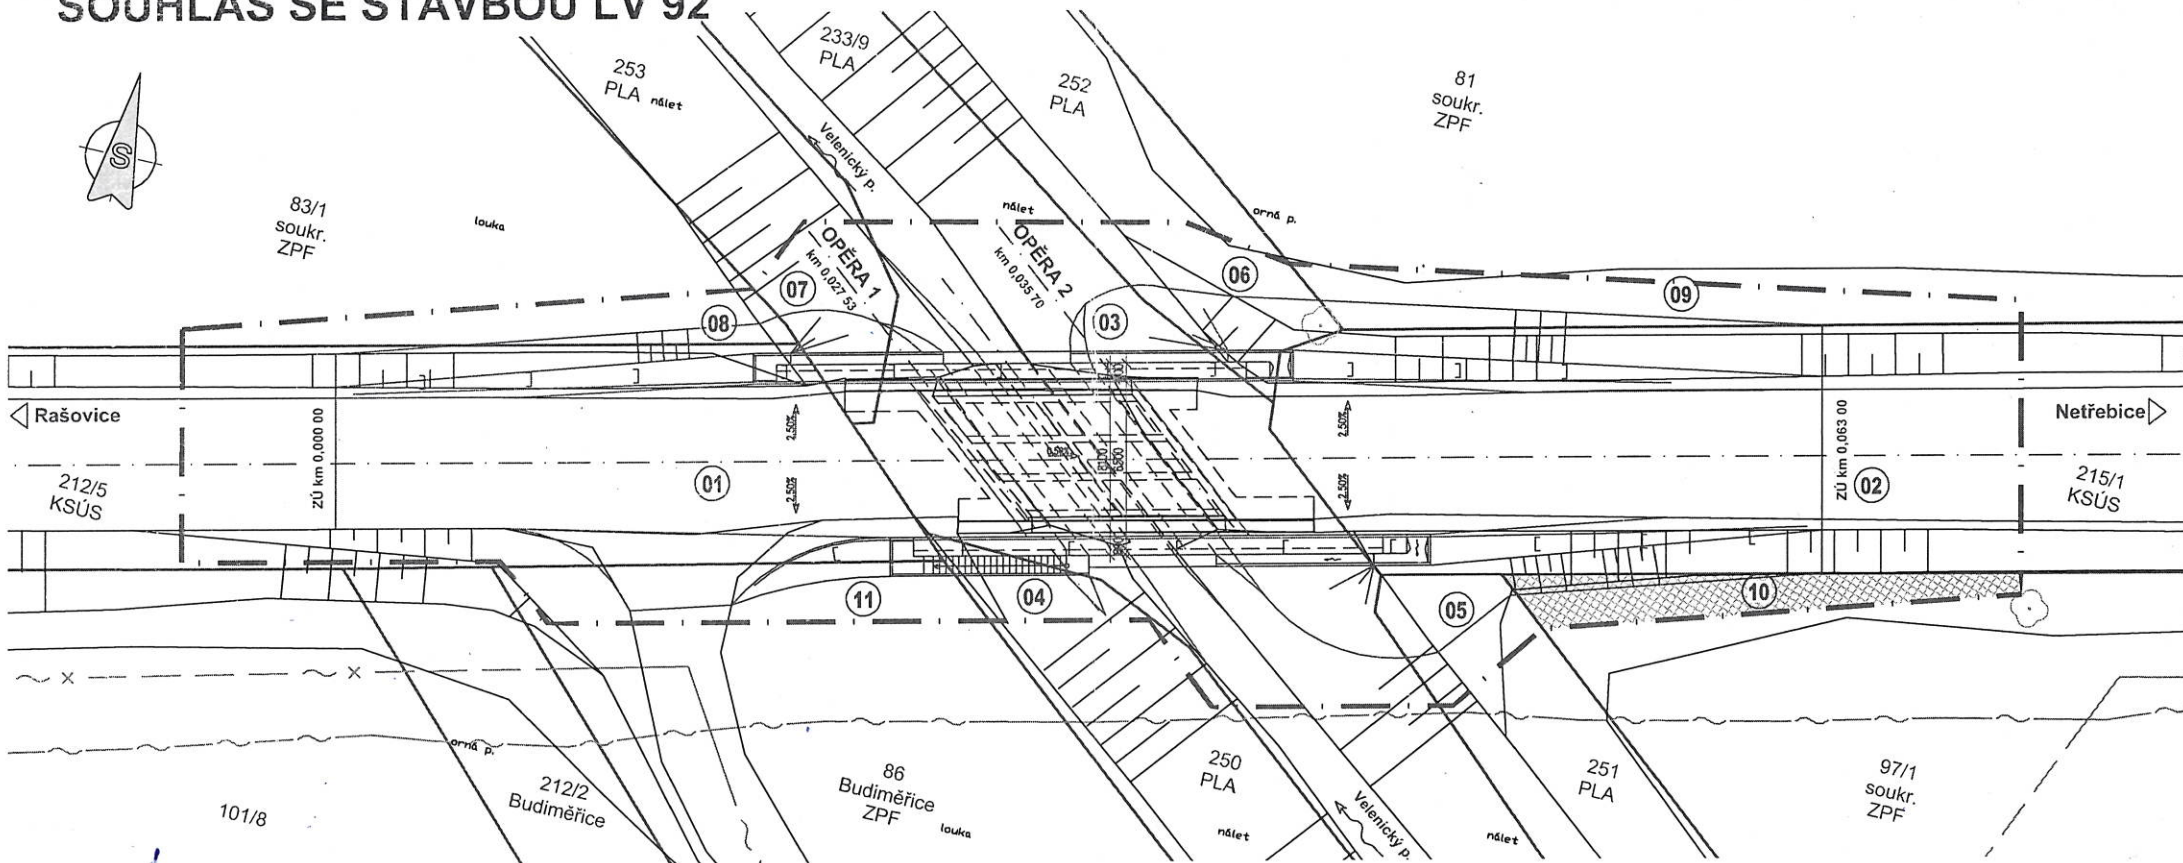 SOUHLAS SE STAVBOU LV 92
253
PLA
nálet
233/9
PLA
252
PLA
81
soukr.
ZPF
S
Velenický p.
83/1
soukr.
ZPF
louka
nálet
orná p.
OPĚRA 1
km 0,027 53
OPĚRA 2
km 0,035 70
06
07
09
08
03
Rašovice
ZÚ km 0,000 00
2.50%
2.50%
ZÚ km 0,063 00
Netřebice
212/5
KSÚS
01
2.50%
2.50%
02
215/1
KSÚS
11
04
05
10
orná p.
101/8
212/2
Budiměřice
86
Budiměřice
ZPF
louka
250
PLA
nálet
Velenický p.
nálet
251
PLA
97/1
soukr.
ZPF